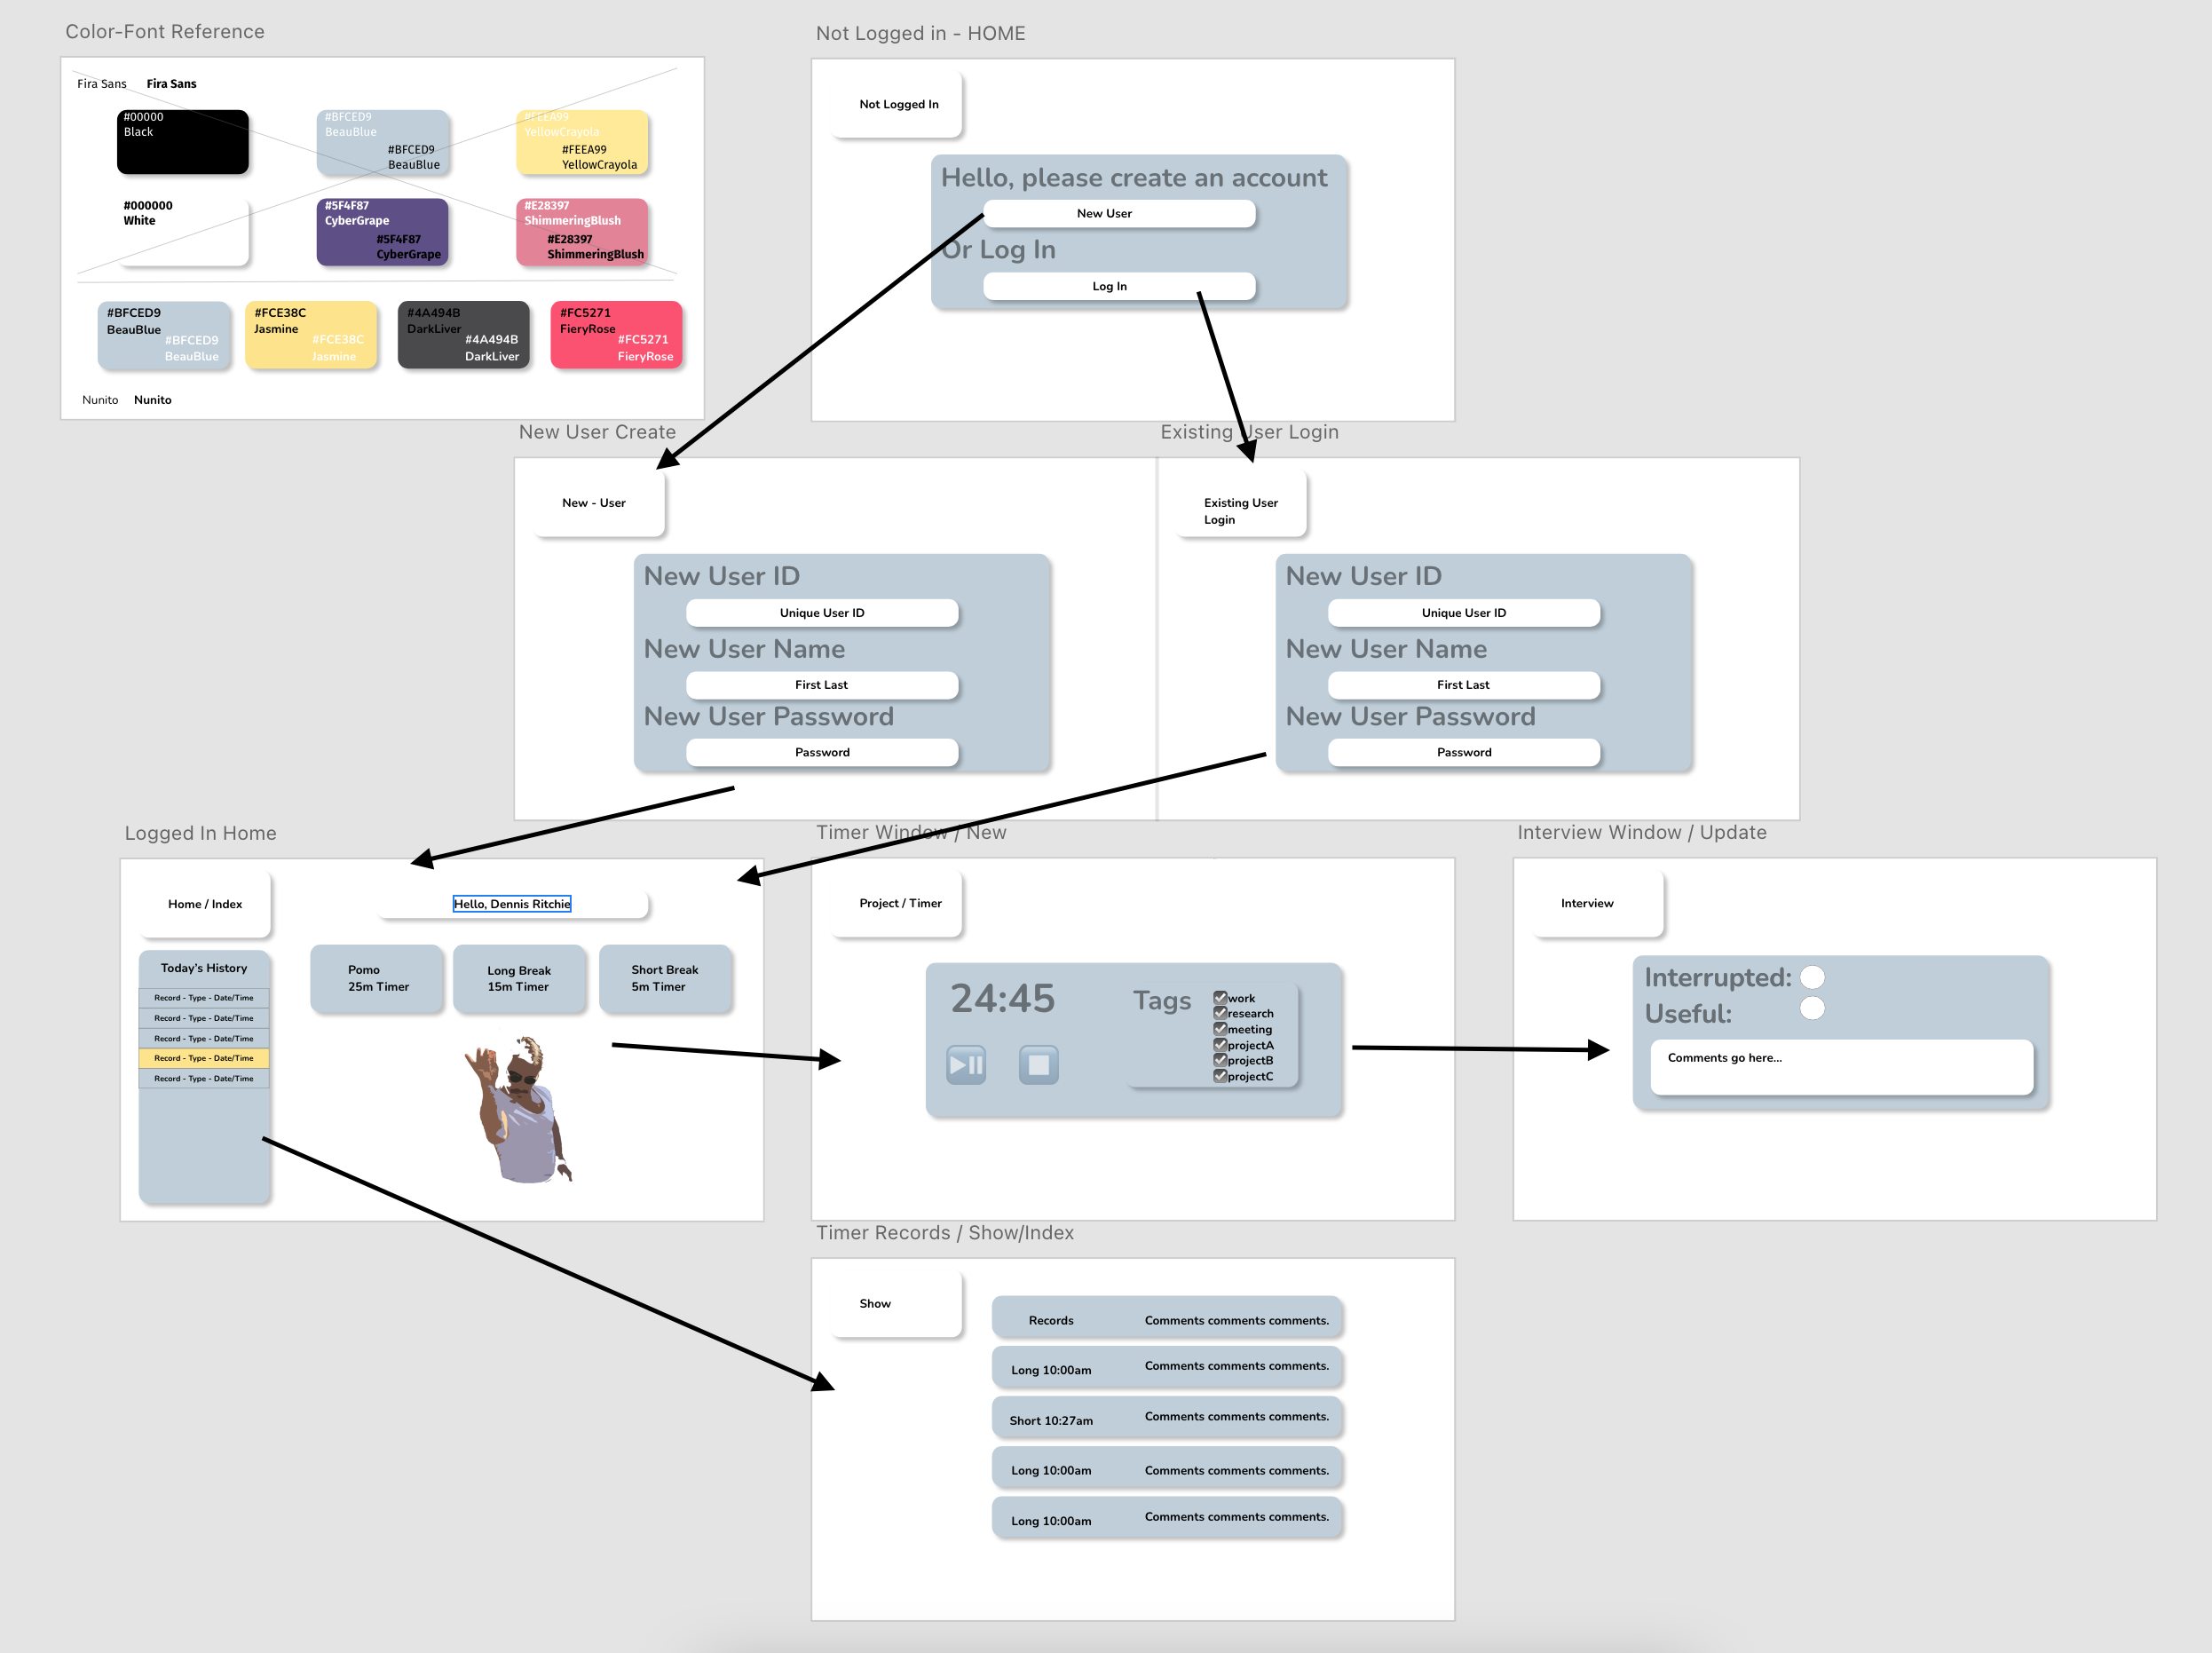 Color-Font Reference
Fira Sans Fira Sans
#00000
Black
#BFCED9
BeauBlue
#BFCED9
BeauBlue
#FEEA99
YellowCrayola
#FEEA99
YellowCrayola
#000000
White
#5F4F87
CyberGrape
#5F4F87
CyberGrape
#E28397
ShimmeringBlush
#E28397
ShimmeringBlush
#BFCED9
BeauBlue
#BFCED9
BeauBlue
#FCE38C
Jasmine
#FCE38C
Jasmine
#4A494B
DarkLiver
#4A494B
DarkLiver
#FC5271
FieryRose
#FC5271
FieryRose
Nunito Nunito
Not Logged in - HOME
Not Logged In
Hello, please create an account
New User
Or Log In
Log In
New User Create
New - User
New User ID
Unique User ID
New User Name
First Last
New User Password
Password
Existing User Login
Existing User
Login
New User ID
Unique User ID
New User Name
First Last
New User Password
Password
Logged In Home
Home / Index
Hello, Dennis Ritchie
Today's History
Record - Type - Date/Time
Record - Type - Date/Time
Record - Type - Date/Time
Record - Type - Date/Time
Record - Type - Date/Time
Pomo
25m Timer
Long Break
15m Timer
Short Break
5m Timer
Timer Window / New
Project / Timer
24:45
Tags
work
research
meeting
projectA
projectB
projectC
Interview Window / Update
Interview
Interrupted:
Useful:
Comments go here...
Timer Records / Show/Index
Show
Records Comments comments comments.
Long 10:00am Comments comments comments.
Short 10:27am Comments comments comments.
Long 10:00am Comments comments comments.
Long 10:00am Comments comments comments.